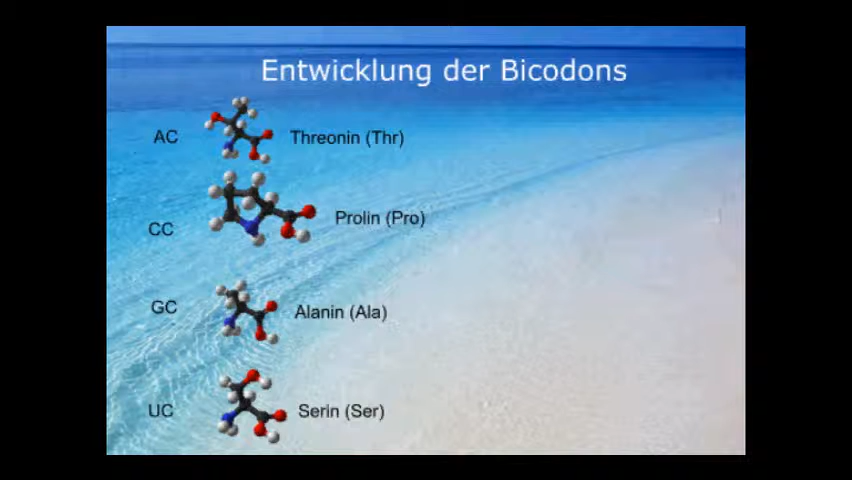 Entwicklung der Bicodons
AC Threonin (Thr)
CC Prolin (Pro)
GC Alanin (Ala)
UC Serin (Ser)